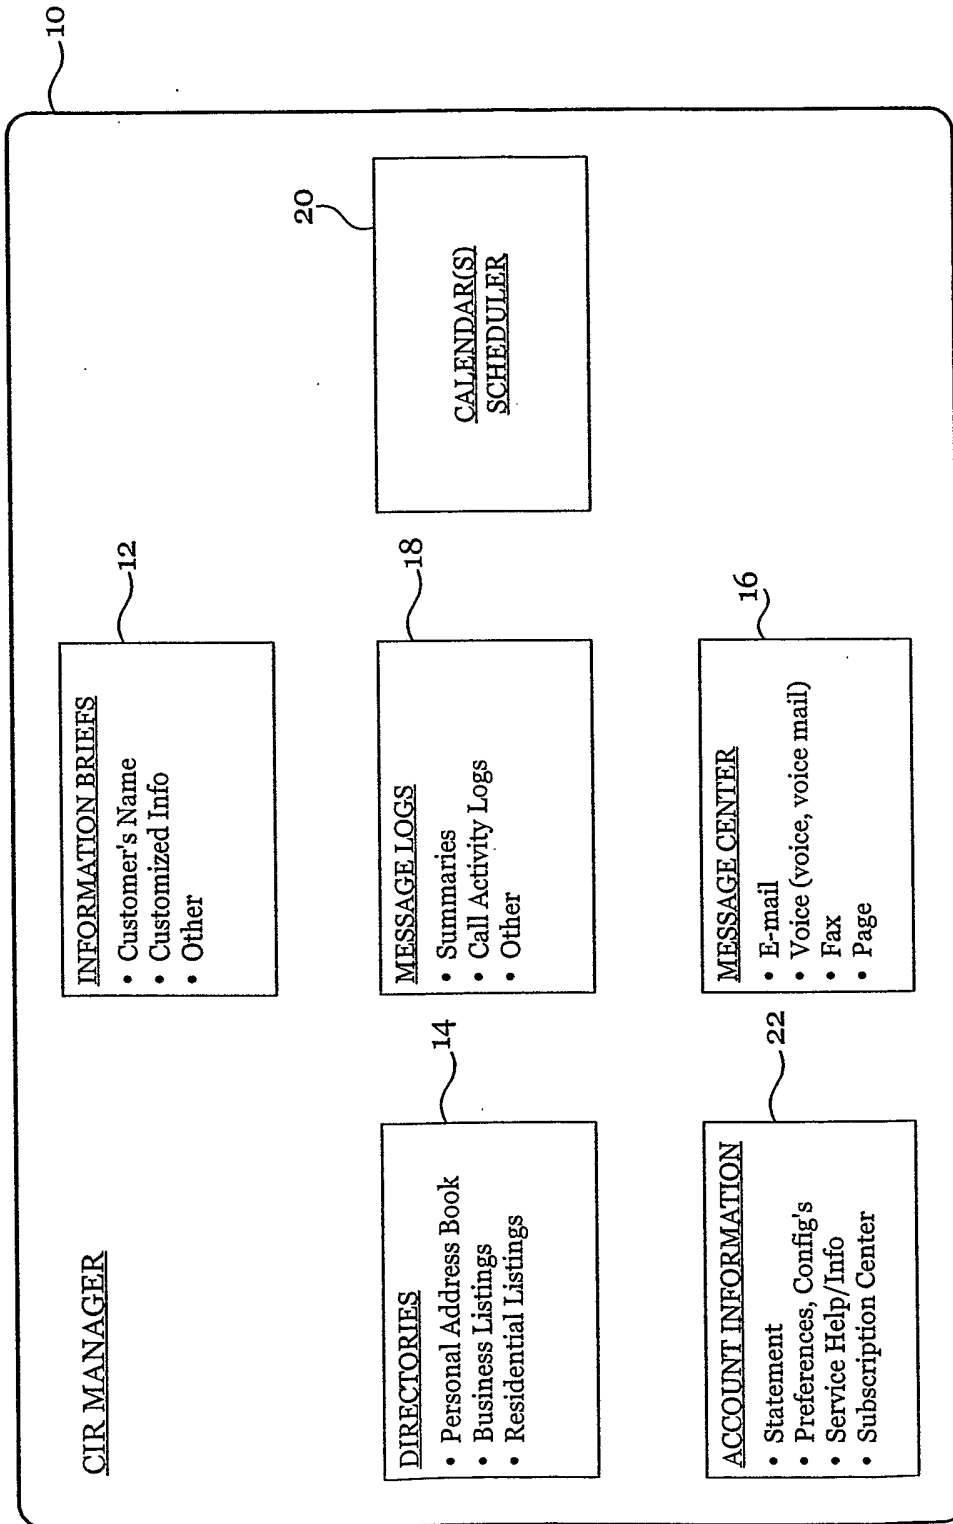 10
CIR MANAGER
INFORMATION BRIEFS
• Customer's Name
• Customized Info
• Other
12
DIRECTORIES
• Personal Address Book
• Business Listings
• Residential Listings
14
MESSAGE LOGS
• Summaries
• Call Activity Logs
• Other
18
CALENDAR(S)
SCHEDULER
20
ACCOUNT INFORMATION
• Statement
• Preferences, Config's
• Service Help/Info
• Subscription Center
22
MESSAGE CENTER
• E-mail
• Voice (voice, voice mail)
• Fax
• Page
16